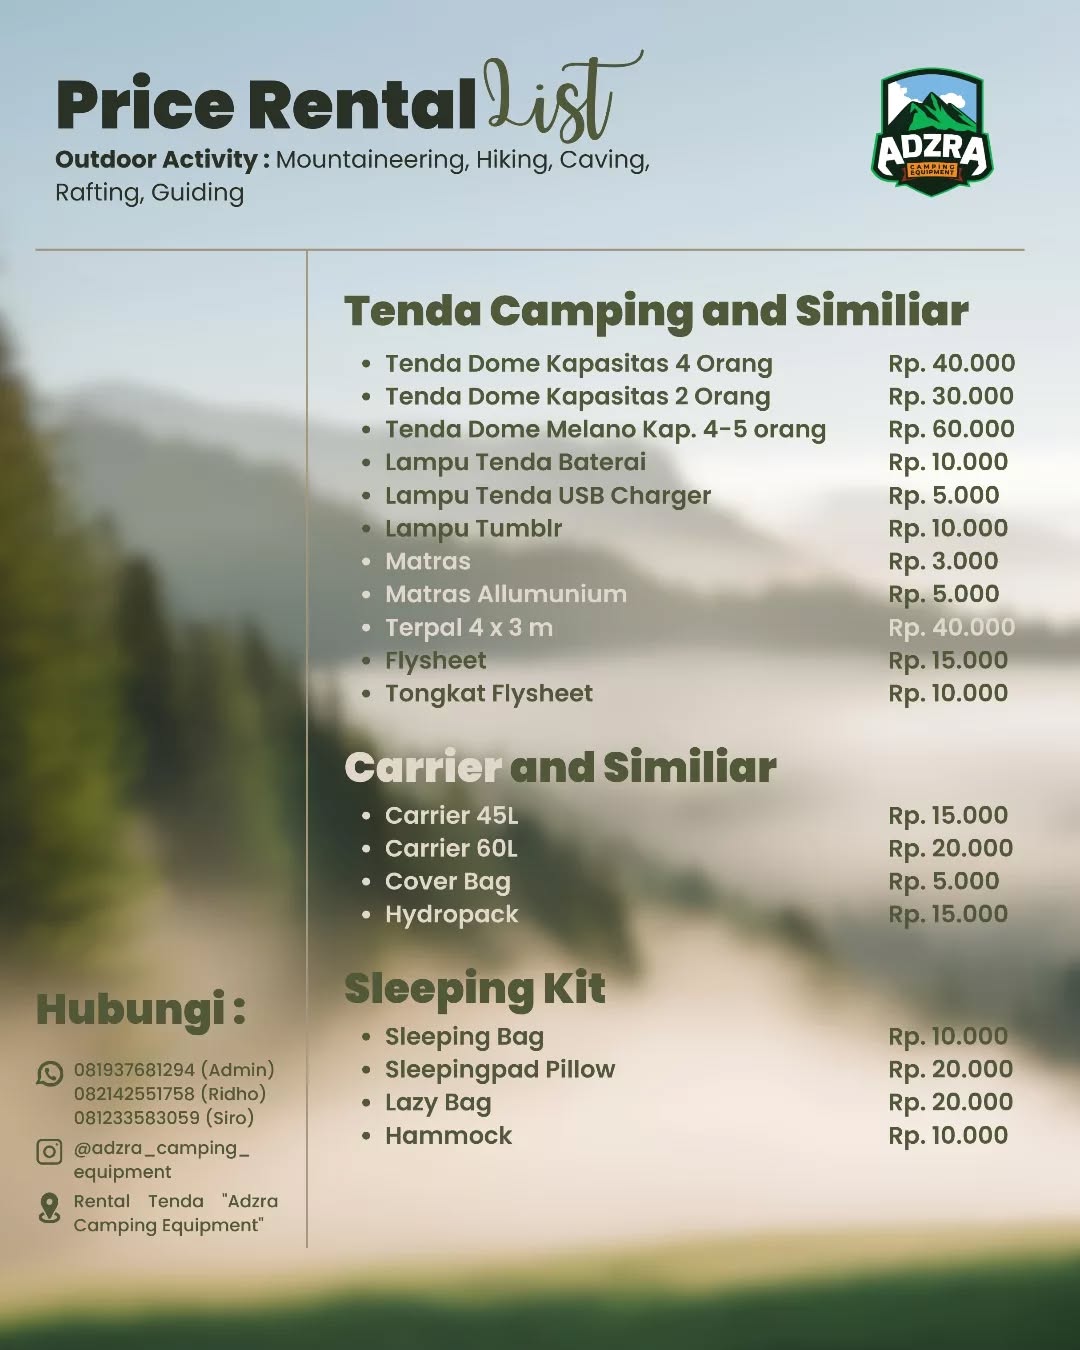 Price Rental List
Outdoor Activity : Mountaineering, Hiking, Caving,
Rafting, Guiding
ADZRA
CAMPING
EQUIPMENT
Tenda Camping and Similiar
• Tenda Dome Kapasitas 4 Orang Rp. 40.000
• Tenda Dome Kapasitas 2 Orang Rp. 30.000
• Tenda Dome Melano Kap. 4-5 orang Rp. 60.000
• Lampu Tenda Baterai Rp. 10.000
• Lampu Tenda USB Charger Rp. 5.000
• Lampu Tumblr Rp. 10.000
• Matras Rp. 3.000
• Matras Allumunium Rp. 5.000
• Terpal 4 x 3 m Rp. 40.000
• Flysheet Rp. 15.000
• Tongkat Flysheet Rp. 10.000
Carrier and Similiar
• Carrier 45L Rp. 15.000
• Carrier 60L Rp. 20.000
• Cover Bag Rp. 5.000
• Hydropack Rp. 15.000
Sleeping Kit
• Sleeping Bag Rp. 10.000
• Sleepingpad Pillow Rp. 20.000
• Lazy Bag Rp. 20.000
• Hammock Rp. 10.000
Hubungi :
081937681294 (Admin)
082142551758 (Ridho)
081233583059 (Siro)
@adzra_camping_
equipment
Rental Tenda "Adzra
Camping Equipment"